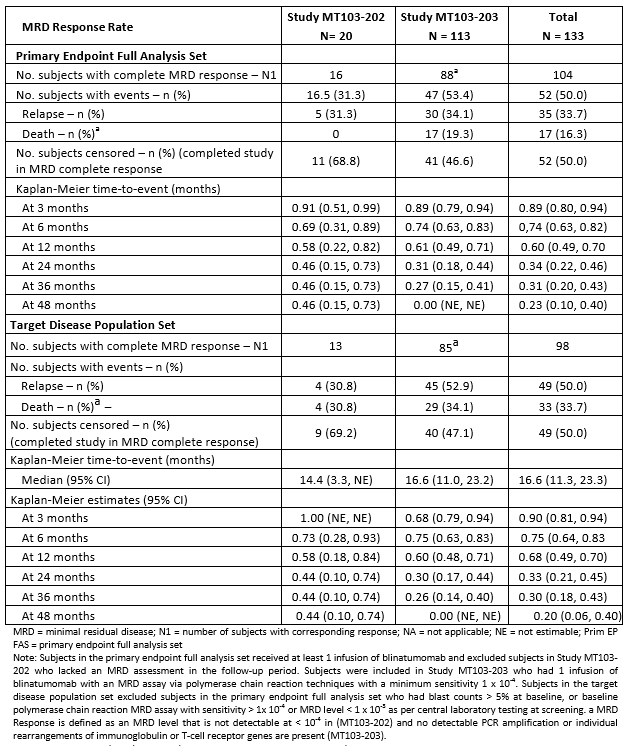 MRD Response Rate | Study MT103-202 N= 20 | Study MT103-203 N = 113 | Total N = 133
Primary Endpoint Full Analysis Set
No. subjects with complete MRD response – N1 | 16 | 88a | 104
No. subjects with events – n (%) | 16.5 (31.3) | 47 (53.4) | 52 (50.0)
Relapse – n (%) | 5 (31.3) | 30 (34.1) | 35 (33.7)
Death – n (%)a | 0 | 17 (19.3) | 17 (16.3)
No. subjects censored – n (%) (completed study
in MRD complete response | 11 (68.8) | 41 (46.6) | 52 (50.0)
Kaplan-Meier time-to-event (months)
At 3 months | 0.91 (0.51, 0.99) | 0.89 (0.79, 0.94) | 0.89 (0.80, 0.94)
At 6 months | 0.69 (0.31, 0.89) | 0.74 (0.63, 0.83) | 0,74 (0.63, 0.82)
At 12 months | 0.58 (0.22, 0.82) | 0.61 (0.49, 0.71) | 0.60 (0.49, 0.70
At 24 months | 0.46 (0.15, 0.73) | 0.31 (0.18, 0.44) | 0.34 (0.22, 0.46)
At 36 months | 0.46 (0.15, 0.73) | 0.27 (0.15, 0.41) | 0.31 (0.20, 0.43)
At 48 months | 0.46 (0.15, 0.73) | 0.00 (NE, NE) | 0.23 (0.10, 0.40)
Target Disease Population Set
No. subjects with complete MRD response – N1 | 13 | 85a | 98
No. subjects with events – n (%)
Relapse – n (%) | 4 (30.8) | 45 (52.9) | 49 (50.0)
Death – n (%)a – | 4 (30.8) | 29 (34.1) | 33 (33.7)
No. subjects censored – n (%)
(completed study in MRD complete response) | 9 (69.2) | 40 (47.1) | 49 (50.0)
Kaplan-Meier time-to-event (months)
Median (95% CI) | 14.4 (3.3, NE) | 16.6 (11.0, 23.2) | 16.6 (11.3, 23.3)
Kaplan-Meier estimates (95% CI)
At 3 months | 1.00 (NE, NE) | 0.68 (0.79, 0.94) | 0.90 (0.81, 0.94)
At 6 months | 0.73 (0.28, 0.93) | 0.75 (0.63, 0.83) | 0.75 (0.64, 0.83
At 12 months | 0.58 (0.18, 0.84) | 0.60 (0.48, 0.71) | 0.68 (0.49, 0.70)
At 24 months | 0.44 (0.10, 0.74) | 0.30 (0.17, 0.44) | 0.33 (0.21, 0.45)
At 36 months | 0.44 (0.10, 0.74) | 0.26 (0.14, 0.40) | 0.30 (0.18, 0.43)
At 48 months | 0.44 (0.10, 0.74) | 0.00 (NE, NE) | 0.20 (0.06, 0.40)
MRD = minimal residual disease; N1 = number of subjects with corresponding response; NA = not applicable; NE = not estimable; Prim EP
FAS = primary endpoint full analysis set
Note: Subjects in the primary endpoint full analysis set received at least 1 infusion of blinatumomab and excluded subjects in Study MT103-
202 who lacked an MRD assessment in the follow-up period. Subjects were included in Study MT103-203 who had 1 infusion of
blinatumomab with an MRD assay via polymerase chain reaction techniques with a minimum sensitivity 1 x 10-4. Subjects in the target
disease population set excluded subjects in the primary endpoint full analysis set who had blast counts > 5% at baseline, or baseline
polymerase chain reaction MRD assay with sensitivity > 1x 10-4 or MRD level < 1 x 10-3 as per central laboratory testing at screening. a MRD
Response is defined as an MRD level that is not detectable at < 10-4 in (MT103-202) and no detectable PCR amplification or individual
rearrangements of immunoglobulin or T-cell receptor genes are present (MT103-203).